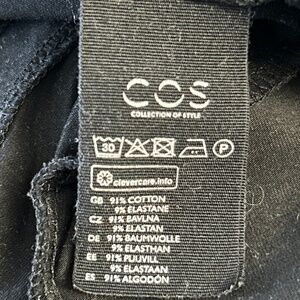 COS
COLLECTION OF STYLE
30 P
clevercare.info
GB 91% COTTON
9% ELASTANE
CZ 91% BAVLNA
9% ELASTAN
DE 91% BAUMWOLLE
9% ELASTHAN
EE 91% PUUVILL
9% ELASTAAN
ES 91% ALGODÓN